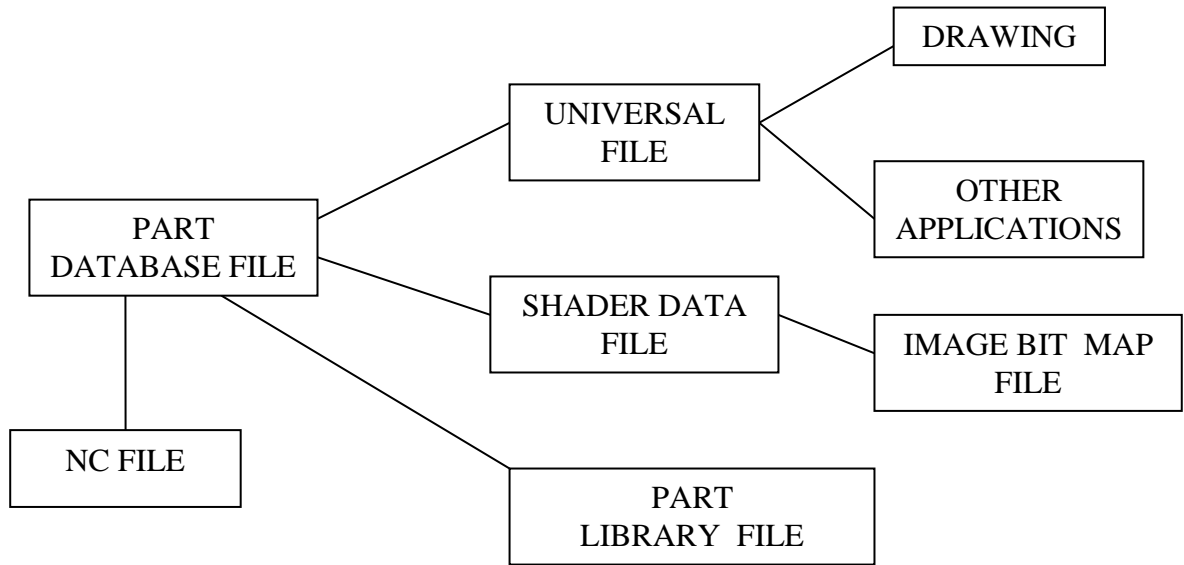 DRAWING
UNIVERSAL
FILE
OTHER
APPLICATIONS
PART
DATABASE FILE
SHADER DATA
FILE
IMAGE BIT MAP
FILE
NC FILE
PART
LIBRARY FILE